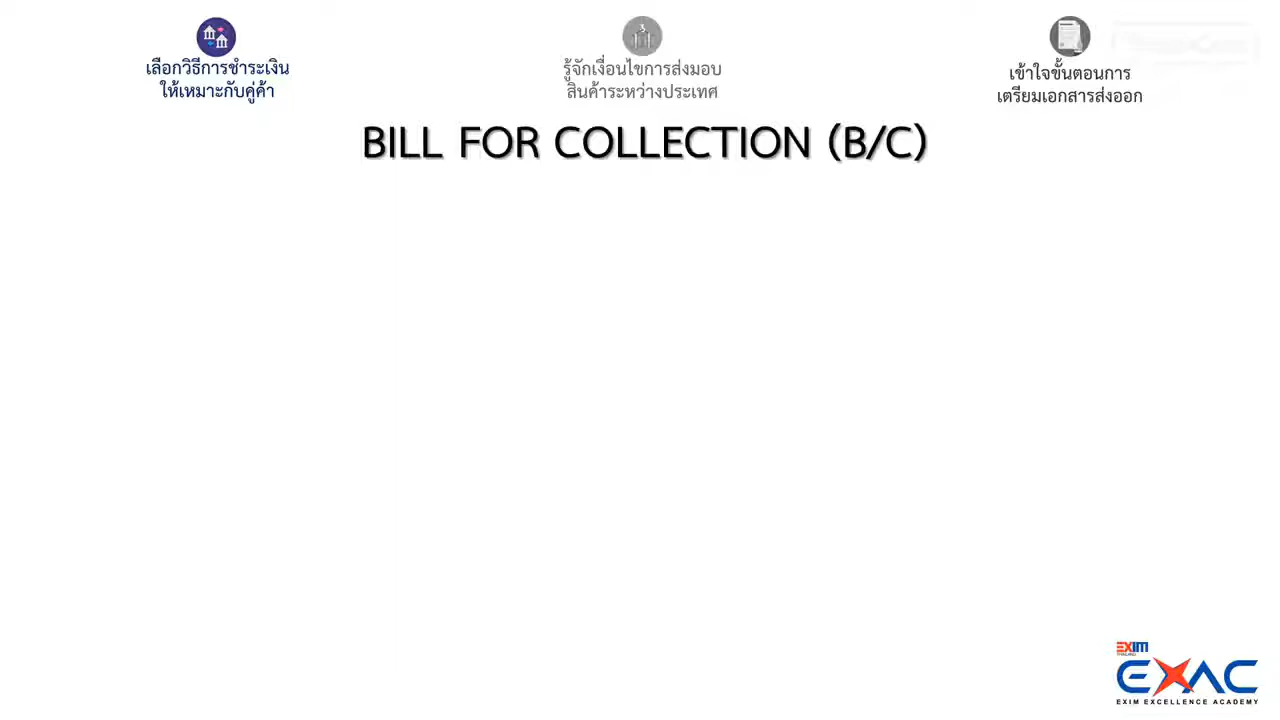 เลือกวิธีการชำระเงิน
ให้เหมาะกับคู่ค้า
รู้จักเงื่อนไขการส่งมอบ
สินค้าระหว่างประเทศ
เข้าใจขั้นตอนการ
เตรียมเอกสารส่งออก
BILL FOR COLLECTION (B/C)
EXIM
THAILAND
EXAC
EXIM EXCELLENCE ACADEMY